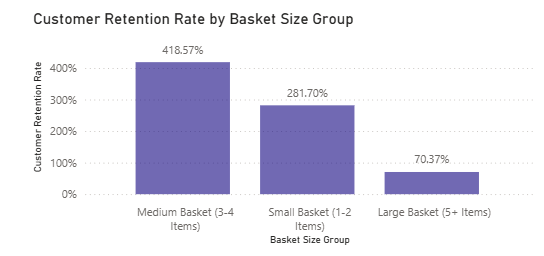 Customer Retention Rate by Basket Size Group
418.57%
281.70%
70.37%
400%
300%
200%
100%
0%
Customer Retention Rate
Medium Basket (3-4
Items)
Small Basket (1-2
Items)
Large Basket (5+ Items)
Basket Size Group